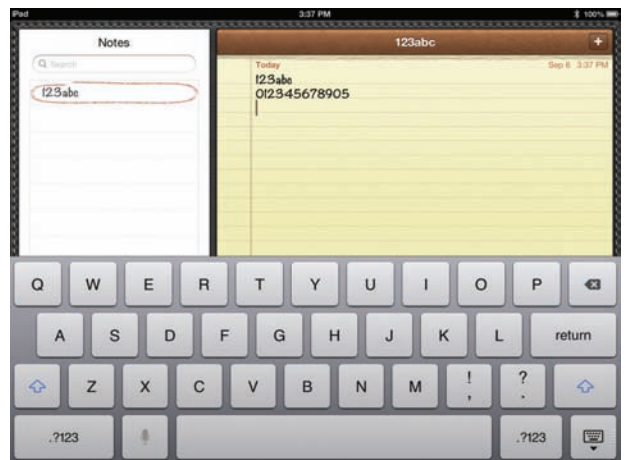 iPad
3:37 PM
100%
Notes
Search
123abc
123abc
+
Today
Sep 6 3:37 PM
123abc
012345678905
Q W E R T Y U I O P
A S D F G H J K L return
Z X C V B N M ! , ? .
.?123
.?123